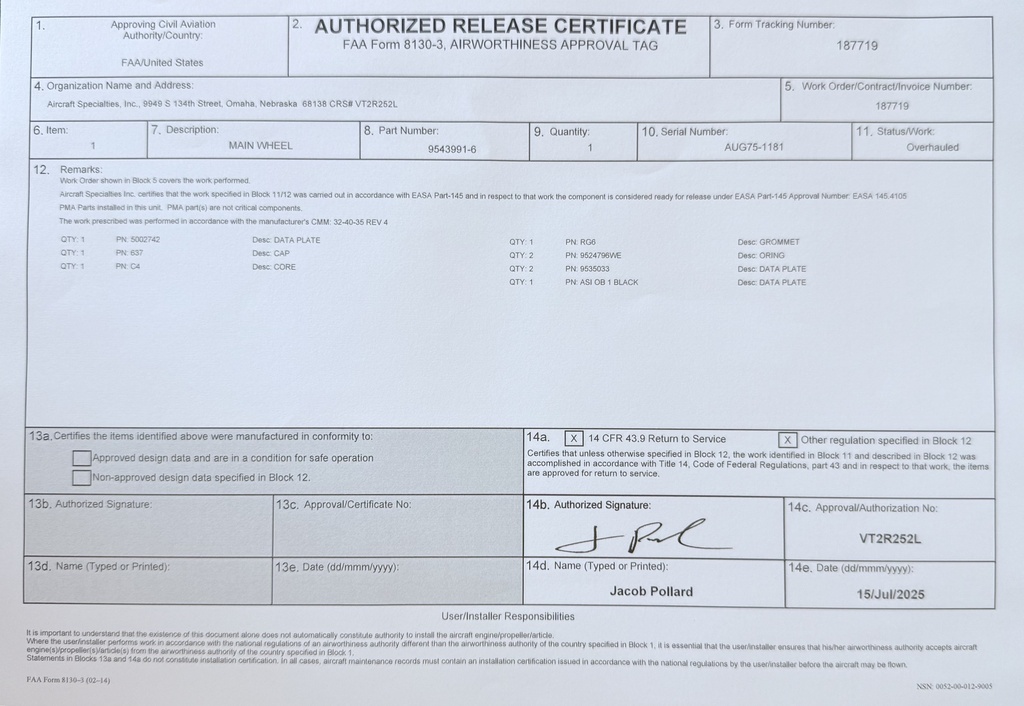 1.
Approving Civil Aviation
Authority/Country:
FAA/United States
2. AUTHORIZED RELEASE CERTIFICATE
FAA Form 8130-3, AIRWORTHINESS APPROVAL TAG
3. Form Tracking Number:
187719
4. Organization Name and Address:
Aircraft Specialties, Inc., 9949 S 134th Street, Omaha, Nebraska 68138 CRS# VT2R252L
5. Work Order/Contract/Invoice Number:
187719
6. Item:
1
7. Description:
MAIN WHEEL
8. Part Number:
9543991-6
9. Quantity:
1
10. Serial Number:
AUG75-1181
11. Status/Work:
Overhauled
12. Remarks:
Work Order shown in Block 5 covers the work performed.
Aircraft Specialties Inc. certifies that the work specified in Block 11/12 was carried out in accordance with EASA Part-145 and in respect to that work the component is considered ready for release under EASA Part-145 Approval Number: EASA 145.4105
PMA Parts installed in this unit. PMA part(s) are not critical components.
The work prescribed was performed in accordance with the manufacturer's CMM: 32-40-35 REV 4
QTY: 1 PN: 5002742 Desc: DATA PLATE
QTY: 1 PN: 637 Desc: CAP
QTY: 1 PN: C4 Desc: CORE
QTY: 1 PN: RG6 Desc: GROMMET
QTY: 2 PN: 9524796WE Desc: ORING
QTY: 2 PN: 9535033 Desc: DATA PLATE
QTY: 1 PN: ASI OB 1 BLACK Desc: DATA PLATE
13a. Certifies the items identified above were manufactured in conformity to:
Approved design data and are in a condition for safe operation
Non-approved design data specified in Block 12.
14a. X 14 CFR 43.9 Return to Service X Other regulation specified in Block 12
Certifies that unless otherwise specified in Block 12, the work identified in Block 11 and described in Block 12 was
accomplished in accordance with Title 14, Code of Federal Regulations, part 43 and in respect to that work, the items
are approved for return to service.
13b. Authorized Signature:
13c. Approval/Certificate No:
14b. Authorized Signature:
14c. Approval/Authorization No:
VT2R252L
13d. Name (Typed or Printed):
13e. Date (dd/mmm/yyyy):
14d. Name (Typed or Printed):
Jacob Pollard
14e. Date (dd/mmm/yyyy):
15/Jul/2025
User/Installer Responsibilities
It is important to understand that the existence of this document alone does not automatically constitute authority to install the aircraft engine/propeller/article.
Where the user/installer performs work in accordance with the national regulations of an airworthiness authority different than the airworthiness authority of the country specified in Block 1, it is essential that the user/installer ensures that his/her airworthiness authority accepts aircraft
engine(s)/propeller(s)/article(s) from the airworthiness authority of the country specified in Block 1.
Statements in Blocks 13a and 14a do not constitute installation certification. In all cases, aircraft maintenance records must contain an installation certification issued in accordance with the national regulations by the user/installer before the aircraft may be flown.
FAA Form 8130-3 (02-14)
NSN: 0052-00-012-9005